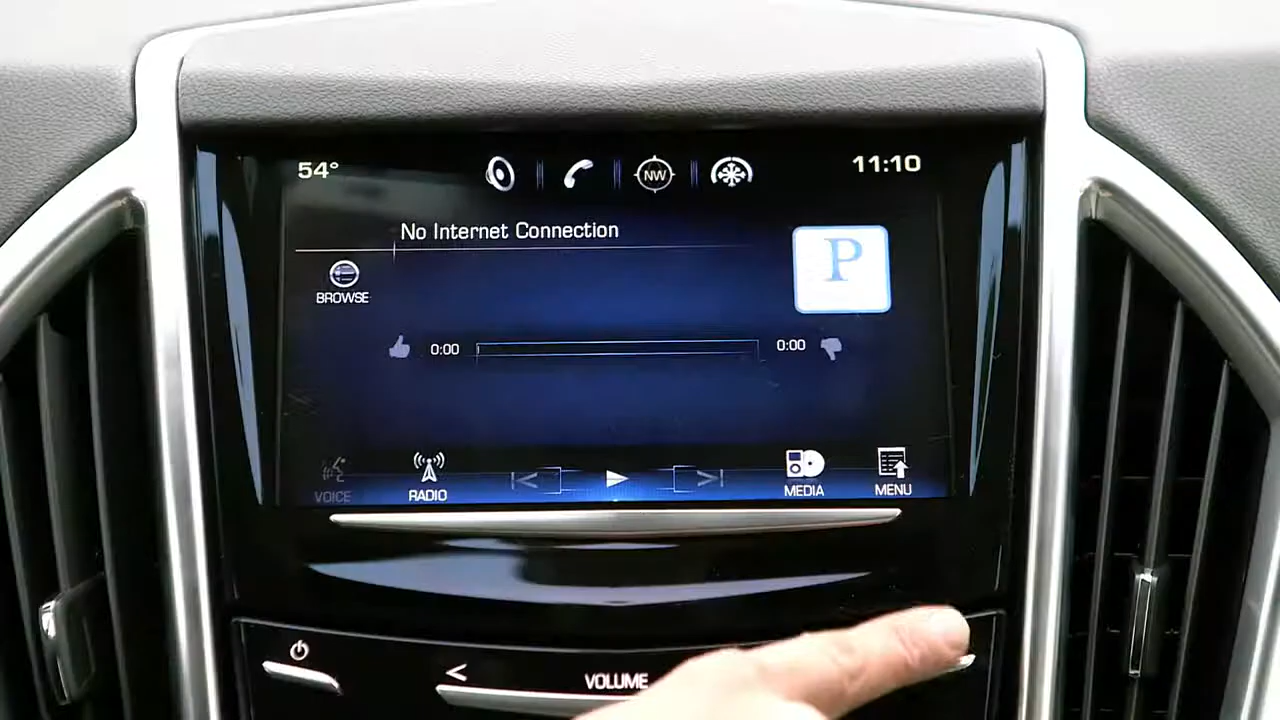 54°
NW
11:10
No Internet Connection
P
BROWSE
0:00
0:00
VOICE
RADIO
MEDIA
MENU
< VOLUME